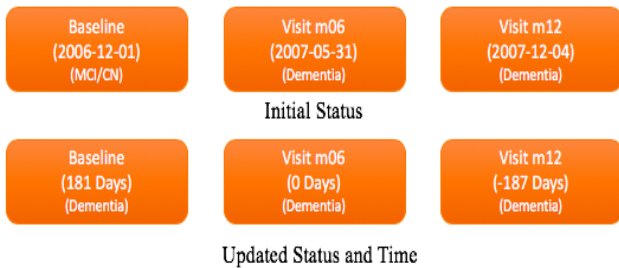 Baseline
(2006-12-01)
(MCI/CN)
Visit m06
(2007-05-31)
(Dementia)
Visit m12
(2007-12-04)
(Dementia)
Initial Status
Baseline
(181 Days)
(Dementia)
Visit m06
(0 Days)
(Dementia)
Visit m12
(-187 Days)
(Dementia)
Updated Status and Time